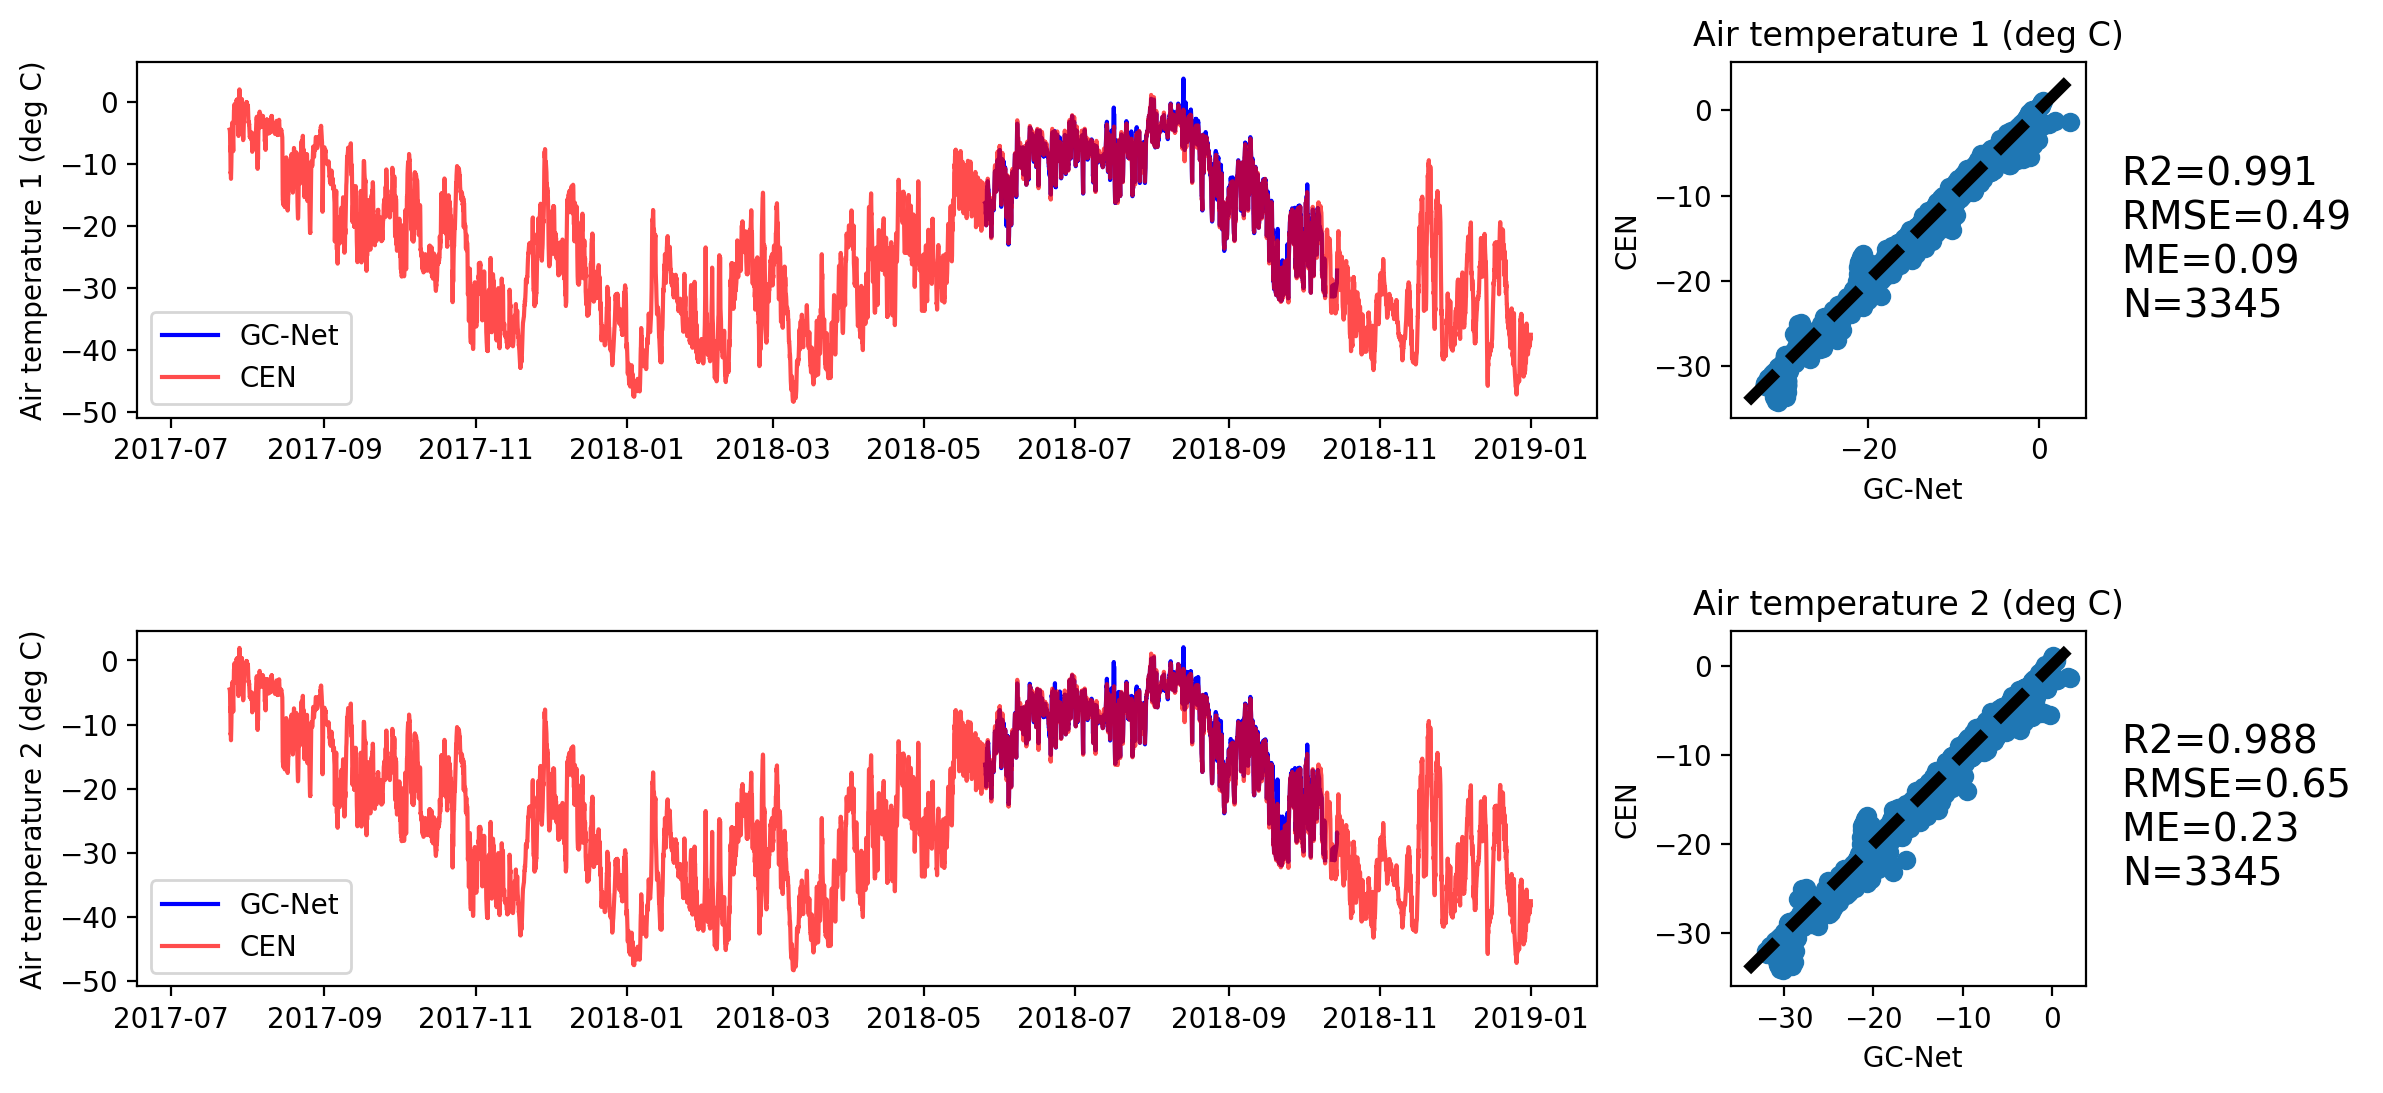 Air temperature 1 (deg C)
0
−10
−20
−30
−40
−50
GC-Net
CEN
2017-07 2017-09 2017-11 2018-01 2018-03 2018-05 2018-07 2018-09 2018-11 2019-01
Air temperature 1 (deg C)
CEN
0
−10
−20
−30
−20 0
GC-Net
R2=0.991
RMSE=0.49
ME=0.09
N=3345
Air temperature 2 (deg C)
0
−10
−20
−30
−40
−50
GC-Net
CEN
2017-07 2017-09 2017-11 2018-01 2018-03 2018-05 2018-07 2018-09 2018-11 2019-01
Air temperature 2 (deg C)
CEN
0
−10
−20
−30
−30 −20 −10 0
GC-Net
R2=0.988
RMSE=0.65
ME=0.23
N=3345